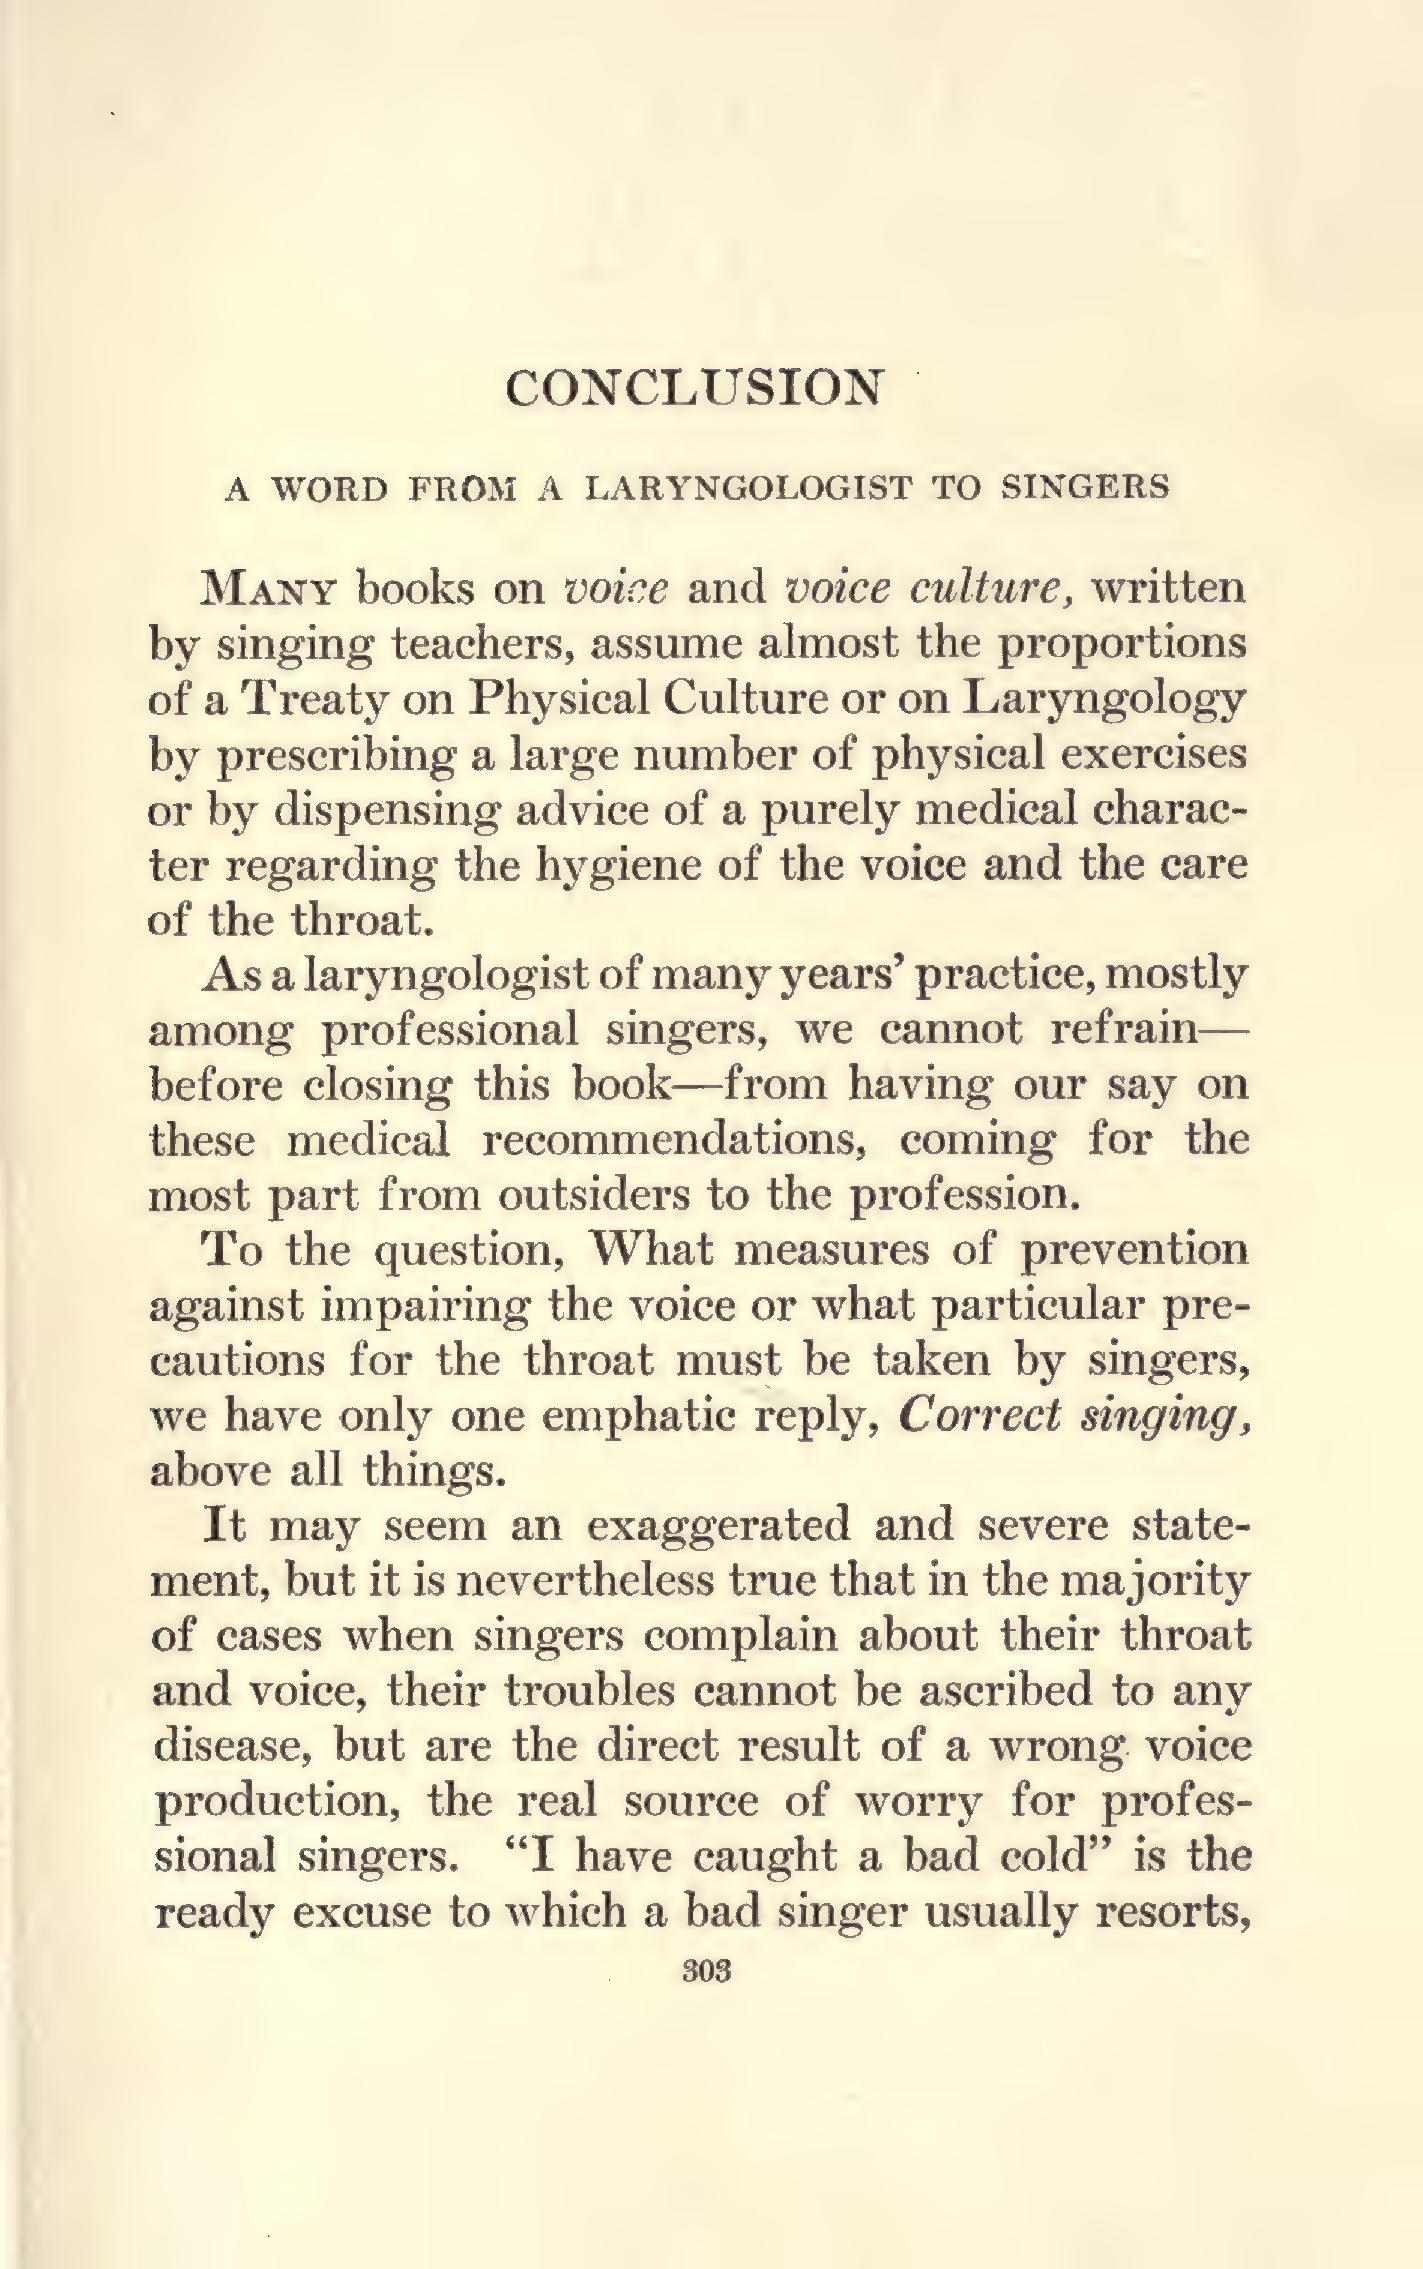 CONCLUSION
A WORD FROM A LARYNGOLOGIST TO SINGERS
MANY books on voice and voice culture, written
by singing teachers, assume almost the proportions
of a Treaty on Physical Culture or on Laryngology
by prescribing a large number of physical exercises
or by dispensing advice of a purely medical charac-
ter regarding the hygiene of the voice and the care
of the throat.
As a laryngologist of many years’ practice, mostly
among professional singers, we cannot refrain—
before closing this book—from having our say on
these medical recommendations, coming for the
most part from outsiders to the profession.
To the question, What measures of prevention
against impairing the voice or what particular pre-
cautions for the throat must be taken by singers,
we have only one emphatic reply, Correct singing,
above all things.
It may seem an exaggerated and severe state-
ment, but it is nevertheless true that in the majority
of cases when singers complain about their throat
and voice, their troubles cannot be ascribed to any
disease, but are the direct result of a wrong voice
production, the real source of worry for profes-
sional singers. “I have caught a bad cold” is the
ready excuse to which a bad singer usually resorts,
303